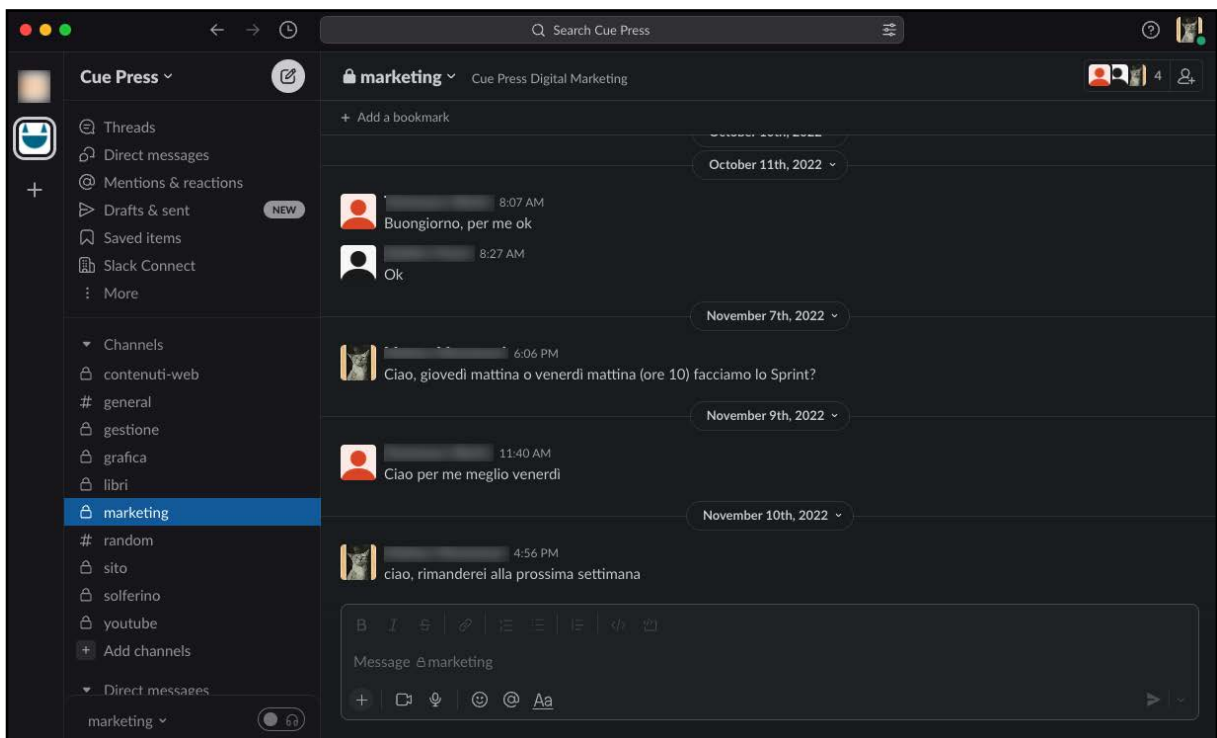 Search Cue Press
Cue Press
marketing Cue Press Digital Marketing
4
+ Add a bookmark
Threads
Direct messages
Mentions & reactions
Drafts & sent NEW
Saved items
Slack Connect
More
Channels
contenuti-web
# general
gestione
grafica
libri
marketing
# random
sito
solferino
youtube
+ Add channels
Direct messages
marketing
October 10th, 2022
October 11th, 2022
8:07 AM
Buongiorno, per me ok
8:27 AM
Ok
November 7th, 2022
6:06 PM
Ciao, giovedì mattina o venerdì mattina (ore 10) facciamo lo Sprint?
November 9th, 2022
11:40 AM
Ciao per me meglio venerdì
November 10th, 2022
4:56 PM
ciao, rimanderei alla prossima settimana
B I S
Message marketing
+ @ Aa